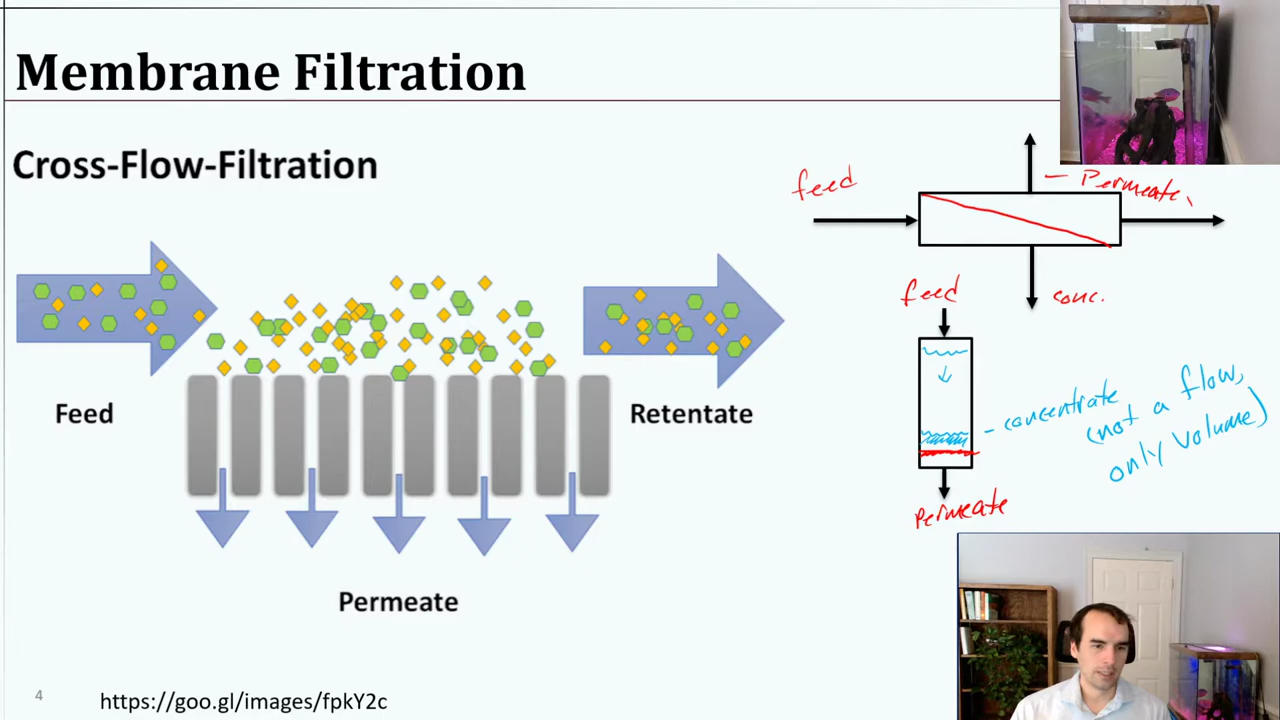 Membrane Filtration
Cross-Flow-Filtration
feed
- Permeate
conc.
feed
- concentrate
(not a flow,
only volume)
Permeate
Feed
Retentate
Permeate
4
https://goo.gl/images/fpkY2c